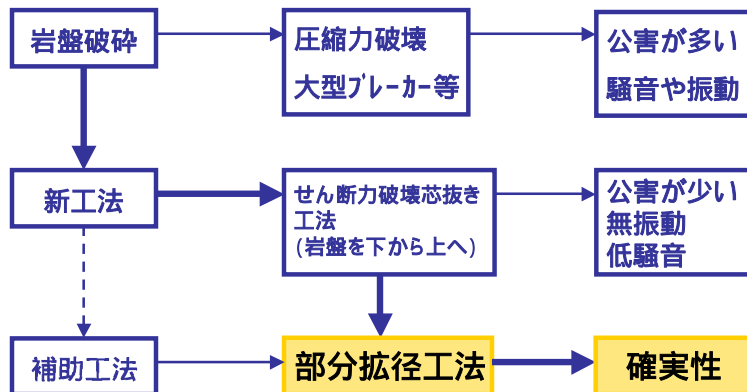 岩盤破砕
圧縮力破壊
大型ﾌﾞﾚｰｶｰ等
公害が多い
騒音や振動
新工法
せん断力破壊芯抜き
工法
(岩盤を下から上へ)
公害が少い
無振動
低騒音
補助工法
部分拡径工法
確実性